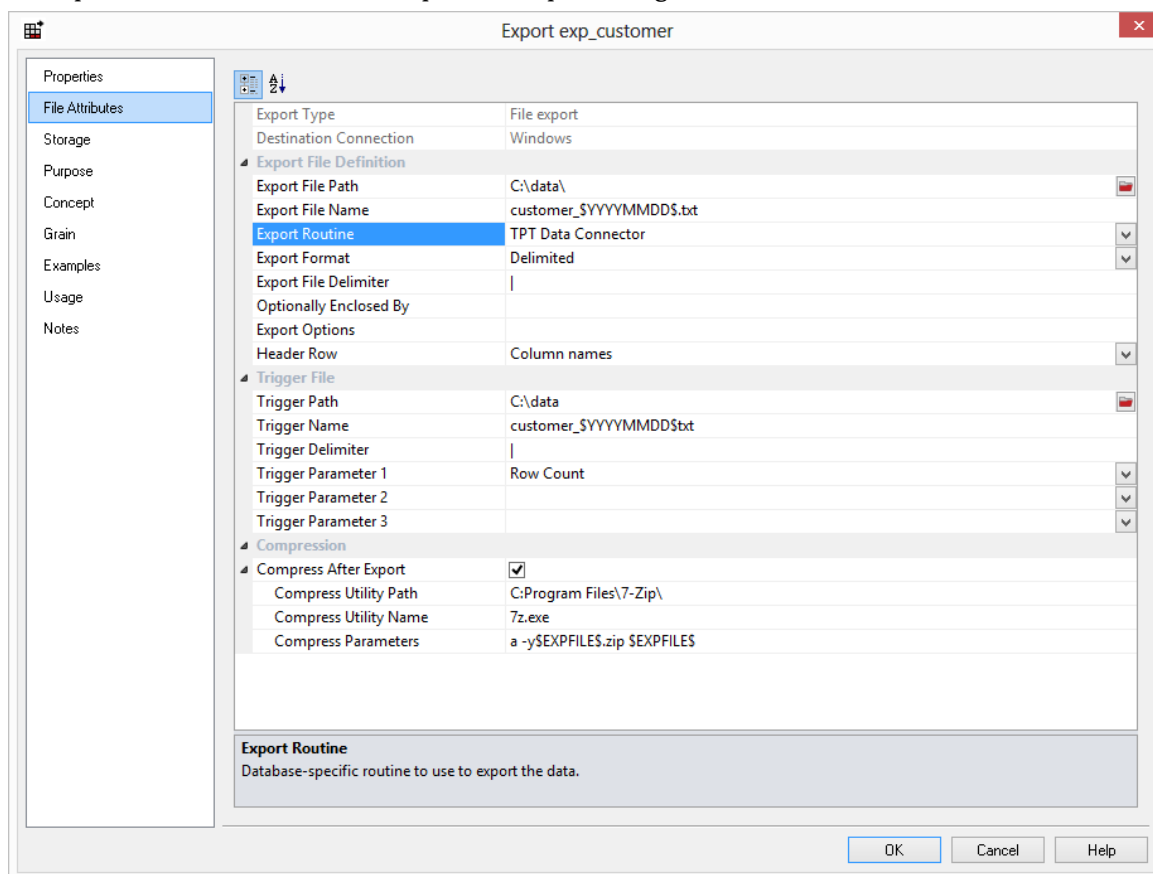 Export exp_customer
Properties
File Attributes
Storage
Purpose
Concept
Grain
Examples
Usage
Notes
Export Type File export
Destination Connection Windows
Export File Definition
Export File Path C:\data\
Export File Name customer_$YYYYMMDD$.txt
Export Routine TPT Data Connector
Export Format Delimited
Export File Delimiter |
Optionally Enclosed By
Export Options
Header Row Column names
Trigger File
Trigger Path C:\data
Trigger Name customer_$YYYYMMDD$txt
Trigger Delimiter |
Trigger Parameter 1 Row Count
Trigger Parameter 2
Trigger Parameter 3
Compression
Compress After Export
Compress Utility Path C:Program Files\7-Zip\
Compress Utility Name 7z.exe
Compress Parameters a -y$EXPFILE$.zip $EXPFILE$
Export Routine
Database-specific routine to use to export the data.
OK Cancel Help